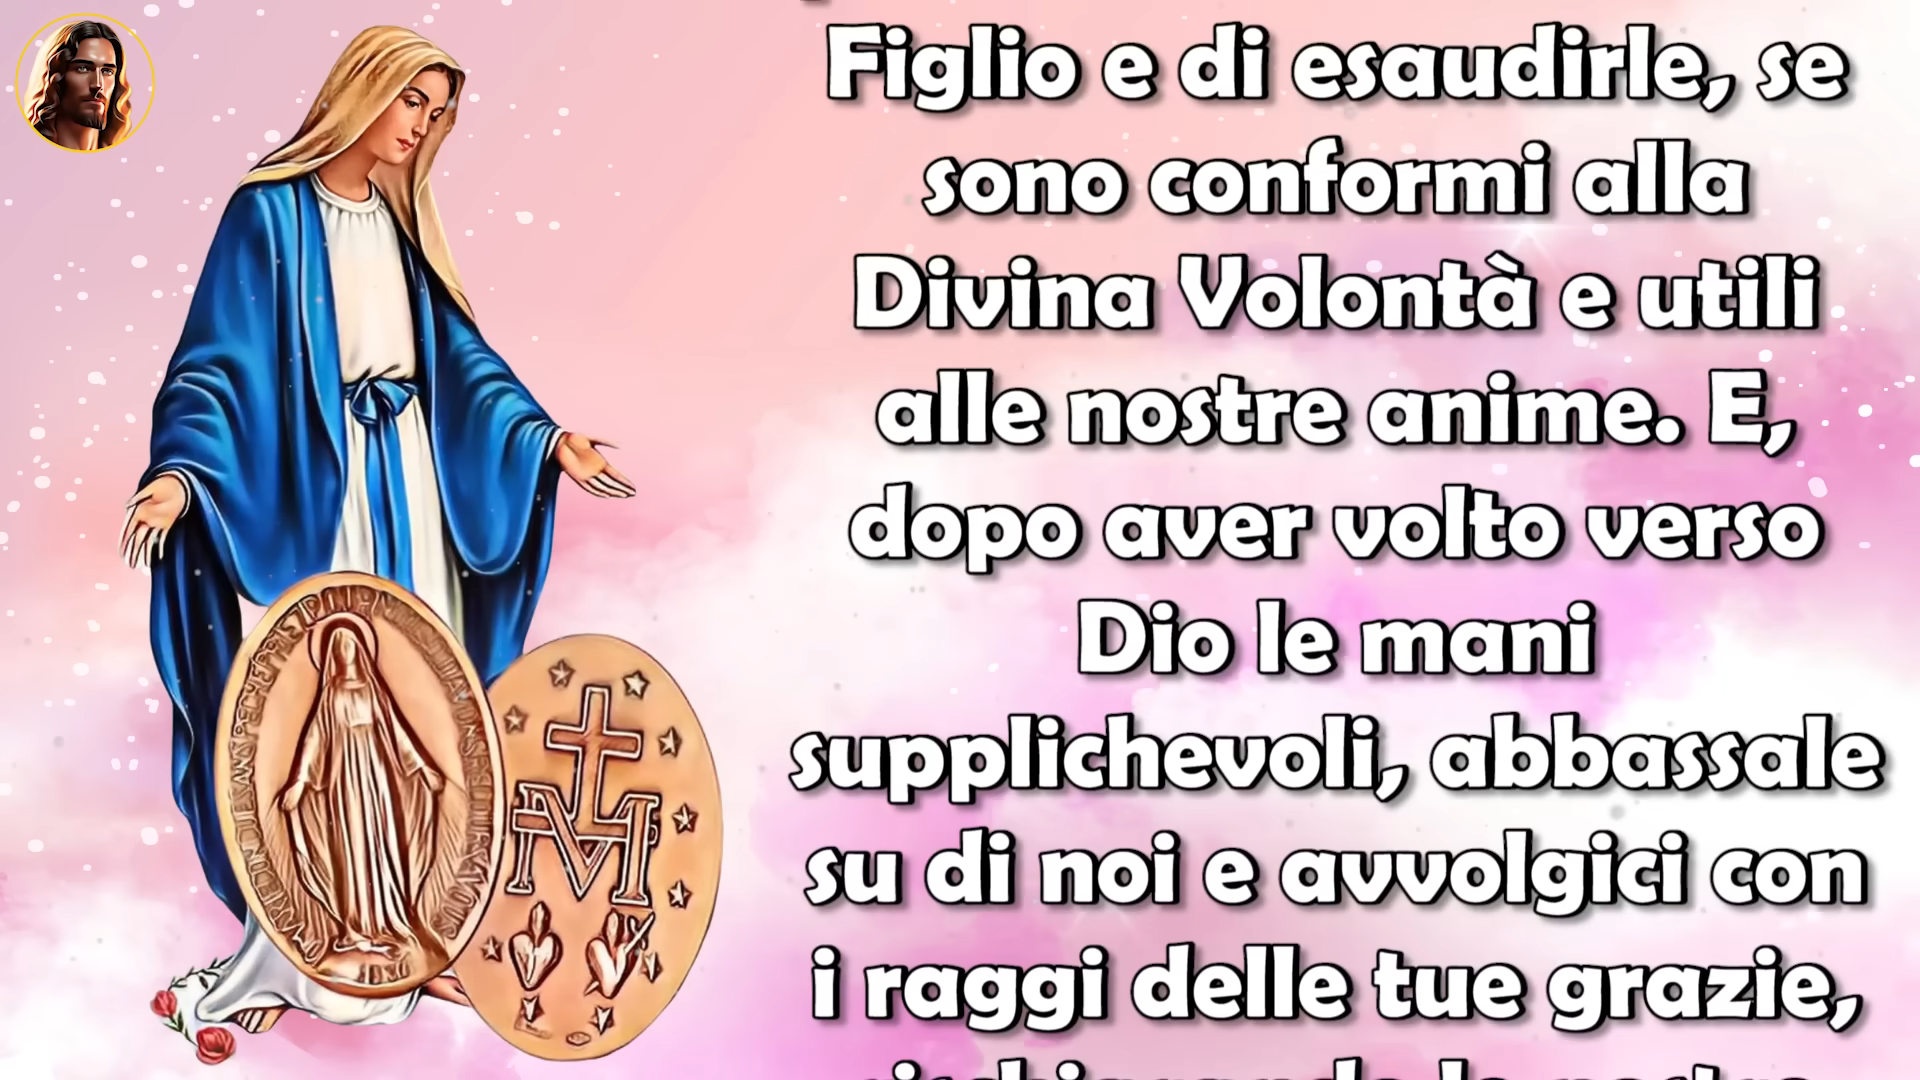 Figlio e di esaudirle, se
sono conformi alla
Divina Volontà e utili
alle nostre anime. E,
dopo aver volto verso
Dio le mani
supplichevoli, abbassale
su di noi e avvolgici con
i raggi delle tue grazie,